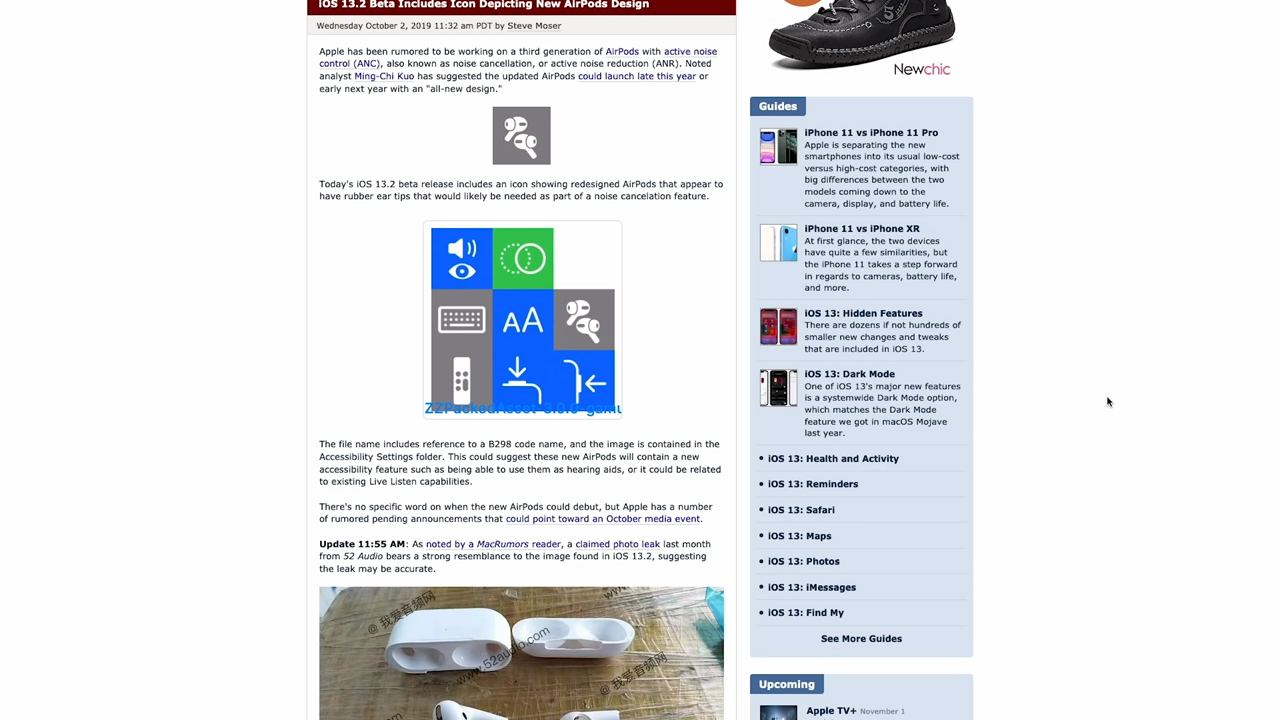 iOS 13.2 Beta Includes Icon Depicting New AirPods Design
Wednesday October 2, 2019 11:32 am PDT by Steve Moser
Apple has been rumored to be working on a third generation of AirPods with active noise
control (ANC), also known as noise cancellation, or active noise reduction (ANR). Noted
analyst Ming-Chi Kuo has suggested the updated AirPods could launch late this year or
early next year with an "all-new design."
Today's iOS 13.2 beta release includes an icon showing redesigned AirPods that appear to
have rubber ear tips that would likely be needed as part of a noise cancelation feature.
AA
ZZPackedAsset-3.0.0-gamu
The file name includes reference to a B298 code name, and the image is contained in the
Accessibility Settings folder. This could suggest these new AirPods will contain a new
accessibility feature such as being able to use them as hearing aids, or it could be related
to existing Live Listen capabilities.
There's no specific word on when the new AirPods could debut, but Apple has a number
of rumored pending announcements that could point toward an October media event.
Update 11:55 AM: As noted by a MacRumors reader, a claimed photo leak last month
from 52 Audio bears a strong resemblance to the image found in iOS 13.2, suggesting
the leak may be accurate.
@ 我爱音频网
www.52audio.com
@ 我爱音频网
www.
Newchic
Guides
iPhone 11 vs iPhone 11 Pro
Apple is separating the new
smartphones into its usual low-cost
versus high-cost categories, with
big differences between the two
models coming down to the
camera, display, and battery life.
iPhone 11 vs iPhone XR
At first glance, the two devices
have quite a few similarities, but
the iPhone 11 takes a step forward
in regards to cameras, battery life,
and more.
iOS 13: Hidden Features
There are dozens if not hundreds of
smaller new changes and tweaks
that are included in iOS 13.
iOS 13: Dark Mode
One of iOS 13's major new features
is a systemwide Dark Mode option,
which matches the Dark Mode
feature we got in macOS Mojave
last year.
• iOS 13: Health and Activity
• iOS 13: Reminders
• iOS 13: Safari
• iOS 13: Maps
• iOS 13: Photos
• iOS 13: iMessages
• iOS 13: Find My
See More Guides
Upcoming
Apple TV+ November 1